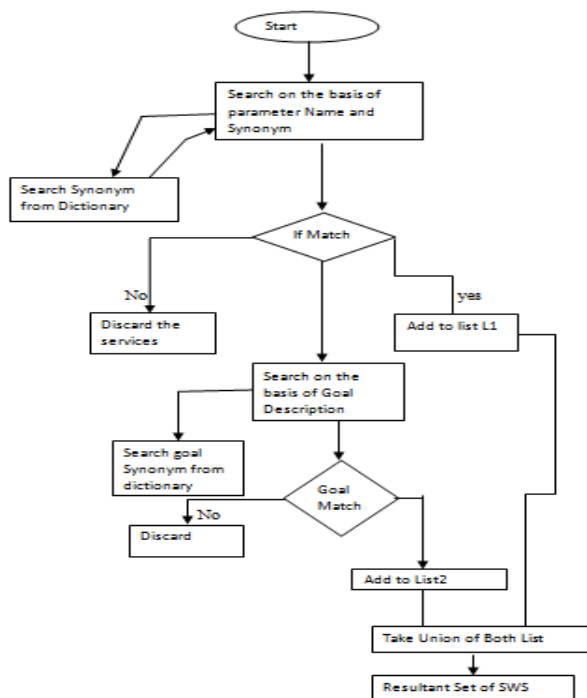 Start
Search on the basis of
parameter Name and
Synonym
Search Synonym
from Dictionary
If Match
No
yes
Discard the
services
Add to list L1
Search on the
basis of Goal
Description
Search goal
Synonym from
dictionary
Goal
Match
No
Discard
Add to List2
Take Union of Both List
Resultant Set of SWS